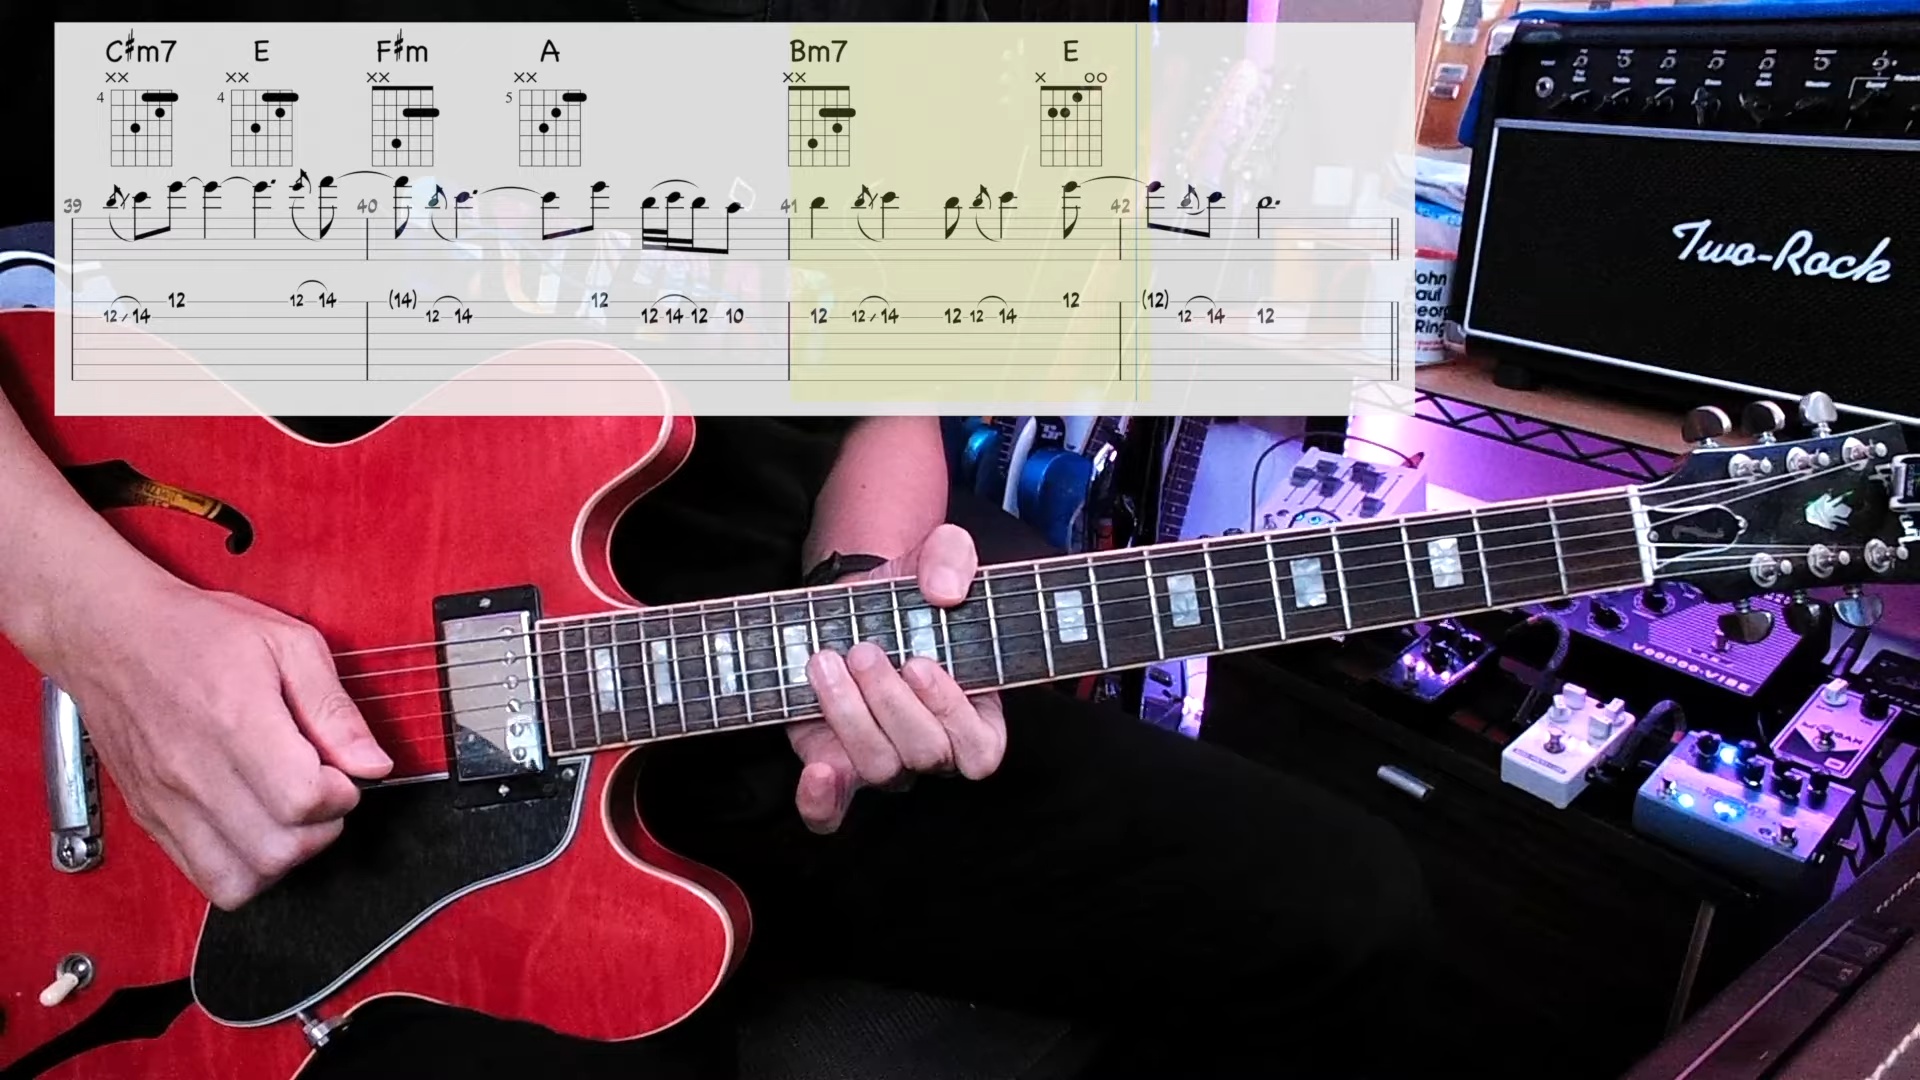 C♯m7 E F♯m A Bm7 E
×× ×× ×× ×× ×× × ○○
4 4 5
39 40 41 42
12 12 14 (14) 12 12 (12)
12 14 12 14 12 14 12 10 12 12 14 12 12 14 12 14 12
Two-Rock
VOODOO-VIBE